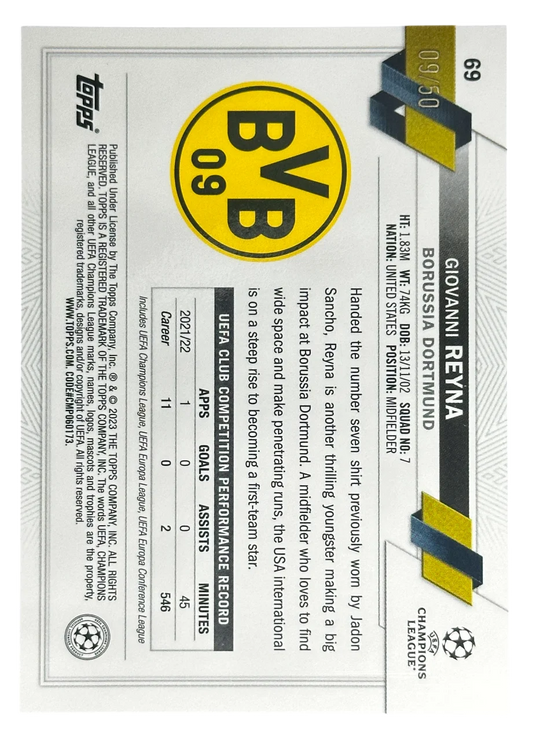 69
09/50
GIOVANNI REYNA
BORUSSIA DORTMUND
HT: 1.83M WT: 74KG DOB: 13/11/02 SQUAD NO: 7
NATION: UNITED STATES POSITION: MIDFIELDER
UEFA
CHAMPIONS
LEAGUE®
Handed the number seven shirt previously worn by Jadon
Sancho, Reyna is another thrilling youngster making a big
impact at Borussia Dortmund. A midfielder who loves to find
wide space and make penetrating runs, the USA international
is on a steep rise to becoming a first-team star.
BVB
09
UEFA CLUB COMPETITION PERFORMANCE RECORD
APPS GOALS ASSISTS MINUTES
2021/22 1 0 0 45
Career 11 0 2 546
Includes UEFA Champions League, UEFA Europa League, UEFA Europa Conference League
topps®
Published Under License by The Topps Company, Inc. ® & © 2023 THE TOPPS COMPANY, INC. ALL RIGHTS
RESERVED. TOPPS IS A REGISTERED TRADEMARK OF THE TOPPS COMPANY, INC. The words UEFA, CHAMPIONS
LEAGUE, and all other UEFA Champions League marks, names, logos, mascots and trophies are the property,
registered trademarks, designs and/or copyright of UEFA. All rights reserved.
WWW.TOPPS.COM. CODE#CMP060173.